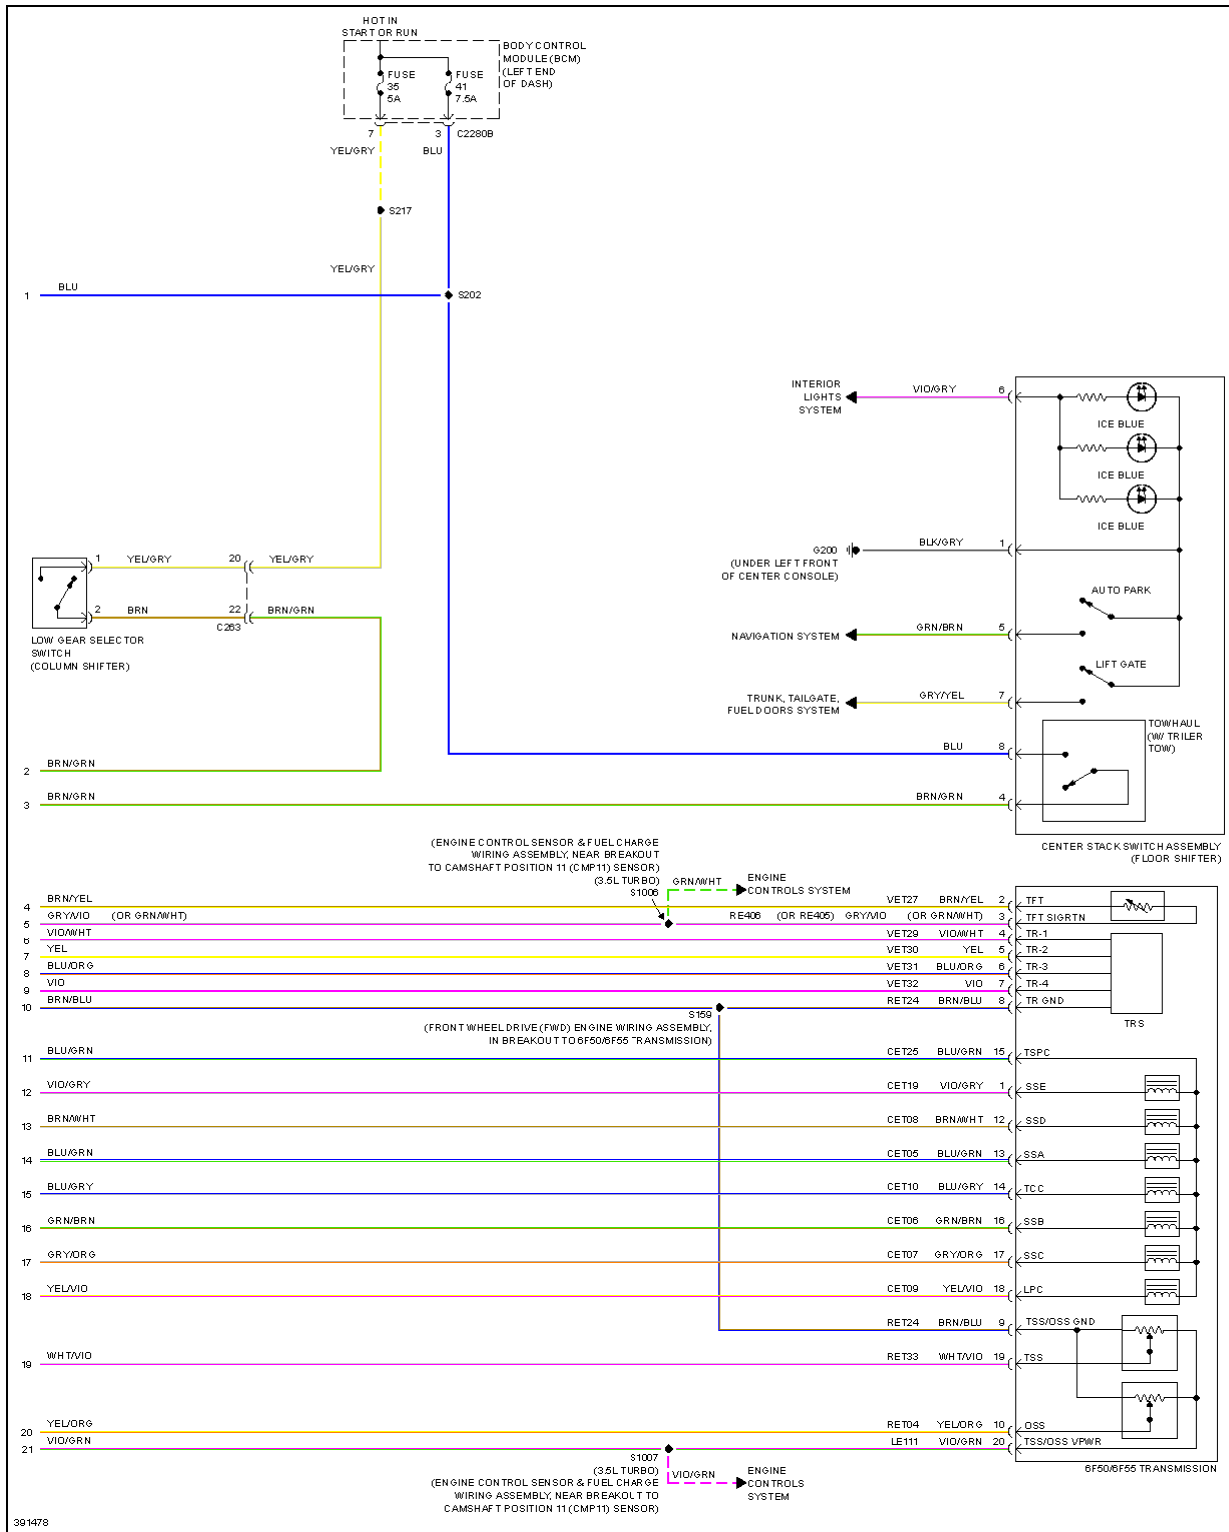 HOT IN
START OR RUN
BODY CONTROL
MODULE (BCM)
(LEFT END
OF DASH)
FUSE
35
5A
FUSE
41
7.5A
7
3
C2280B
YEL/GRY
BLU
S217
YEL/GRY
1
BLU
S202
INTERIOR
LIGHTS
SYSTEM
VIO/GRY
6
ICE BLUE
ICE BLUE
ICE BLUE
G200
(UNDER LEFT FRONT
OF CENTER CONSOLE)
BLK/GRY
1
AUTO PARK
NAVIGATION SYSTEM
GRN/BRN
5
LIFT GATE
TRUNK, TAILGATE,
FUEL DOORS SYSTEM
GRY/YEL
7
TOWHAUL
(W/ TRILER
TOW)
BLU
8
1
YEL/GRY
20
YEL/GRY
2
BRN
22
BRN/GRN
C263
LOW GEAR SELECTOR
SWITCH
(COLUMN SHIFTER)
2
BRN/GRN
3
BRN/GRN
BRN/GRN
4
CENTER STACK SWITCH ASSEMBLY
(FLOOR SHIFTER)
(ENGINE CONTROL SENSOR & FUEL CHARGE
WIRING ASSEMBLY, NEAR BREAKOUT
TO CAMSHAFT POSITION 11 (CMP11) SENSOR)
(3.5L TURBO)
S1006
GRN/WHT
ENGINE
CONTROLS SYSTEM
4 BRN/YEL VET27 BRN/YEL 2 TFT
5 GRY/VIO (OR GRN/WHT) RE406 (OR RE405) GRY/VIO (OR GRN/WHT) 3 TFT SIGRTN
6 VIO/WHT VET29 VIO/WHT 4 TR-1
7 YEL VET30 YEL 5 TR-2
8 BLU/ORG VET31 BLU/ORG 6 TR-3
9 VIO VET32 VIO 7 TR-4
10 BRN/BLU RET24 BRN/BLU 8 TR GND
TRS
S159
(FRONT WHEEL DRIVE (FWD) ENGINE WIRING ASSEMBLY,
IN BREAKOUT TO 6F50/6F55 TRANSMISSION)
11 BLU/GRN CET25 BLU/GRN 15 TSPC
12 VIO/GRY CET19 VIO/GRY 1 SSE
13 BRN/WHT CET08 BRN/WHT 12 SSD
14 BLU/GRN CET05 BLU/GRN 13 SSA
15 BLU/GRY CET10 BLU/GRY 14 TCC
16 GRN/BRN CET06 GRN/BRN 16 SSB
17 GRY/ORG CET07 GRY/ORG 17 SSC
18 YEL/VIO CET09 YEL/VIO 18 LPC
RET24 BRN/BLU 9 TSS/OSS GND
19 WHT/VIO RET33 WHT/VIO 19 TSS
20 YEL/ORG RET04 YEL/ORG 10 OSS
21 VIO/GRN LE111 VIO/GRN 20 TSS/OSS VPWR
6F50/6F55 TRANSMISSION
S1007
(3.5L TURBO)
(ENGINE CONTROL SENSOR & FUEL CHARGE
WIRING ASSEMBLY, NEAR BREAKOUT TO
CAMSHAFT POSITION 11 (CMP11) SENSOR)
VIO/GRN
ENGINE
CONTROLS
SYSTEM
391478